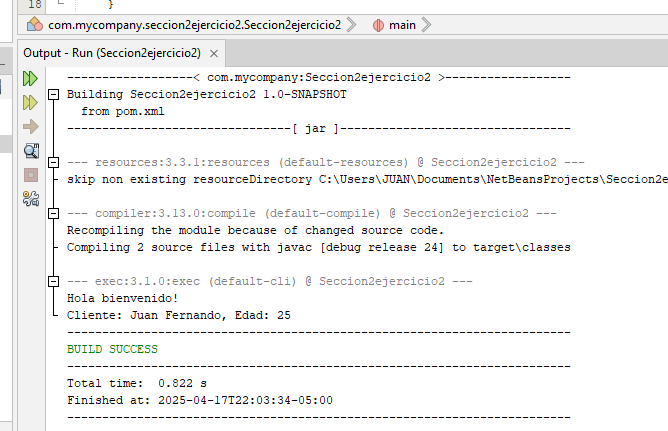 18
}
com.mycompany.seccion2ejercicio2.Seccion2ejercicio2
main
Output - Run (Seccion2ejercicio2) ×
------------------< com.mycompany:Seccion2ejercicio2 >------------------
Building Seccion2ejercicio2 1.0-SNAPSHOT
from pom.xml
--------------------------------[ jar ]---------------------------------
--- resources:3.3.1:resources (default-resources) @ Seccion2ejercicio2 ---
skip non existing resourceDirectory C:\Users\JUAN\Documents\NetBeansProjects\Seccion2e
--- compiler:3.13.0:compile (default-compile) @ Seccion2ejercicio2 ---
Recompiling the module because of changed source code.
Compiling 2 source files with javac [debug release 24] to target\classes
--- exec:3.1.0:exec (default-cli) @ Seccion2ejercicio2 ---
Hola bienvenido!
Cliente: Juan Fernando, Edad: 25
------------------------------------------------------------------------
BUILD SUCCESS
------------------------------------------------------------------------
Total time:  0.822 s
Finished at: 2025-04-17T22:03:34-05:00
------------------------------------------------------------------------